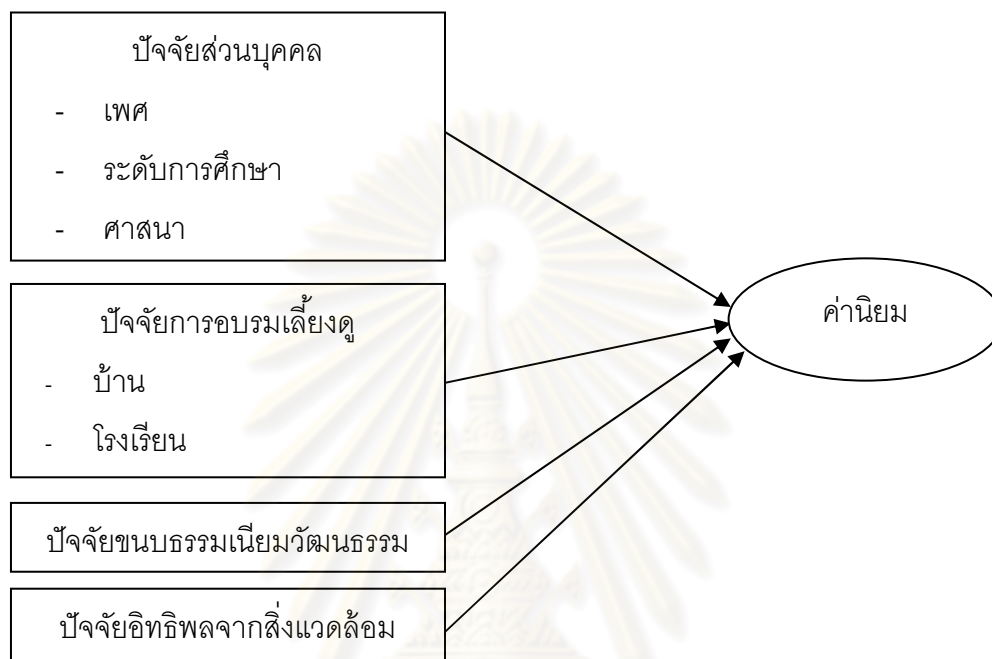 ปัจจัยส่วนบุคคล
- เพศ
- ระดับการศึกษา
- ศาสนา
ปัจจัยการอบรมเลี้ยงดู
- บ้าน
- โรงเรียน
ปัจจัยขนบธรรมเนียมวัฒนธรรม
ปัจจัยอิทธิพลจากสิ่งแวดล้อม
ค่านิยม